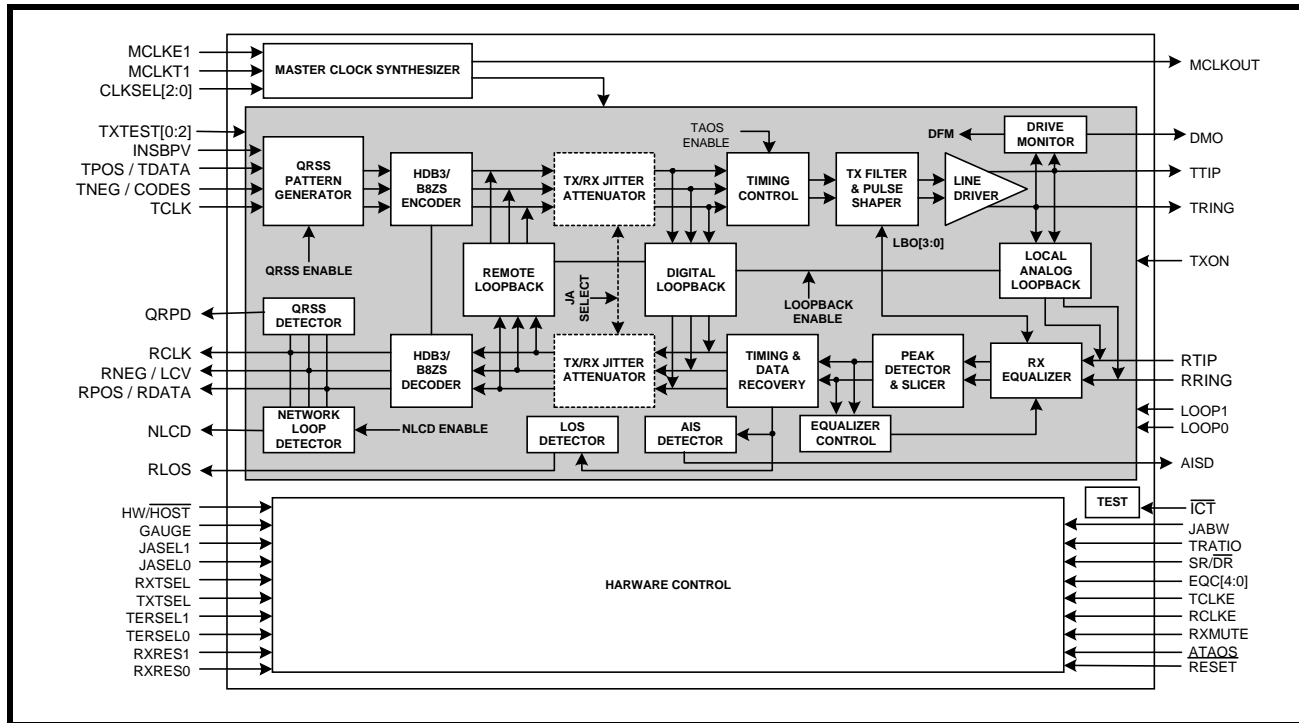 MCLKE1
MCLKT1
CLKSEL[2:0]
MASTER CLOCK SYNTHESIZER
MCLKOUT
TXTEST[0:2]
INSBPV
TPOS / TDATA
TNEG / CODES
TCLK
QRSS
PATTERN
GENERATOR
HDB3/
B8ZS
ENCODER
TX/RX JITTER
ATTENUATOR
TAOS
ENABLE
TIMING
CONTROL
TX FILTER
& PULSE
SHAPER
DFM
LINE
DRIVER
DRIVE
MONITOR
DMO
TTIP
TRING
QRSS ENABLE
REMOTE
LOOPBACK
JA
SELECT
DIGITAL
LOOPBACK
LOOPBACK
ENABLE
LBO[3:0]
LOCAL
ANALOG
LOOPBACK
TXON
QRPD
RCLK
RNEG / LCV
RPOS / RDATA
NLCD
RLOS
QRSS
DETECTOR
NETWORK
LOOP
DETECTOR
NLCD ENABLE
HDB3/
B8ZS
DECODER
TX/RX JITTER
ATTENUATOR
LOS
DETECTOR
AIS
DETECTOR
TIMING &
DATA
RECOVERY
PEAK
DETECTOR
& SLICER
EQUALIZER
CONTROL
RX
EQUALIZER
RTIP
RRING
LOOP1
LOOP0
AISD
TEST
ICT
HW/HOST
GAUGE
JASEL1
JASEL0
RXTSEL
TXTSEL
TERSEL1
TERSEL0
RXRES1
RXRES0
HARWARE CONTROL
JABW
TRATIO
SR/DR
EQC[4:0]
TCLKE
RCLKE
RXMUTE
ATAOS
RESET